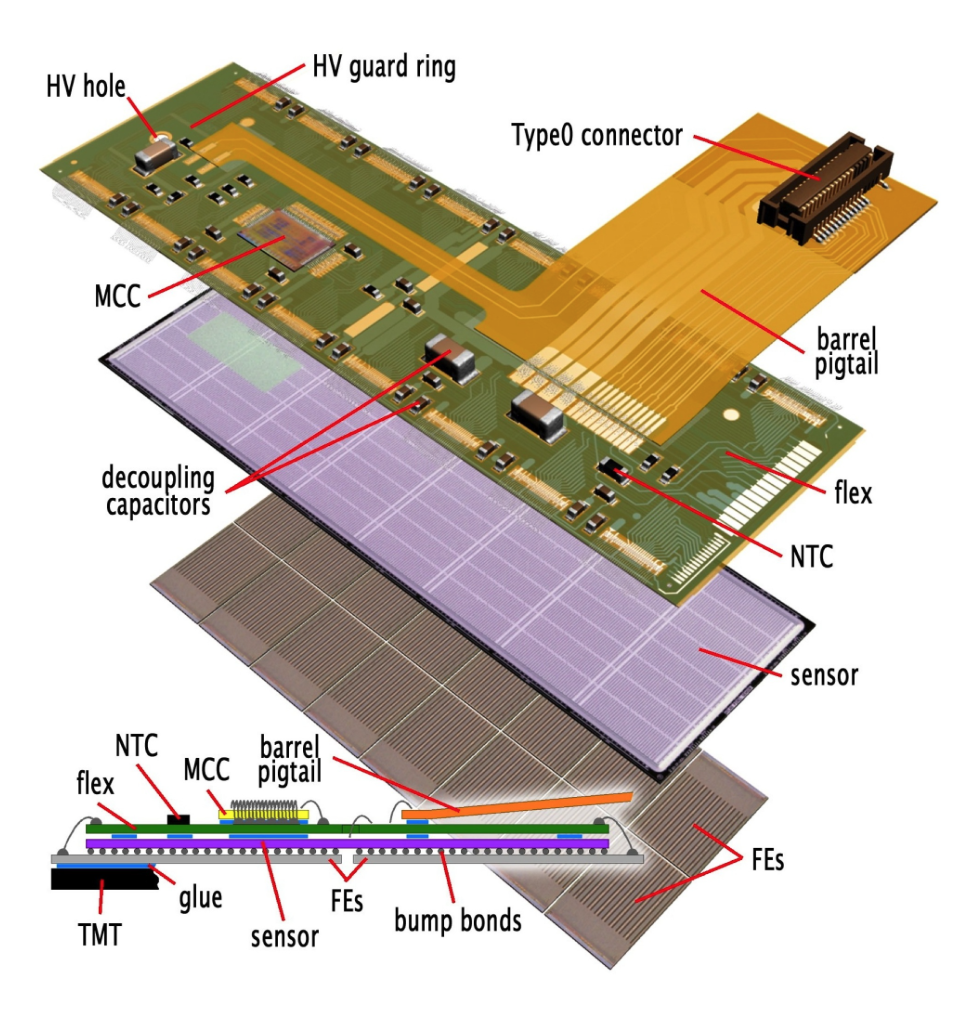 HV guard ring
HV hole
Type0 connector
MCC
barrel
pigtail
decoupling
capacitors
flex
NTC
sensor
NTC
barrel
pigtail
flex
MCC
FEs
glue
FEs
TMT
sensor
bump bonds